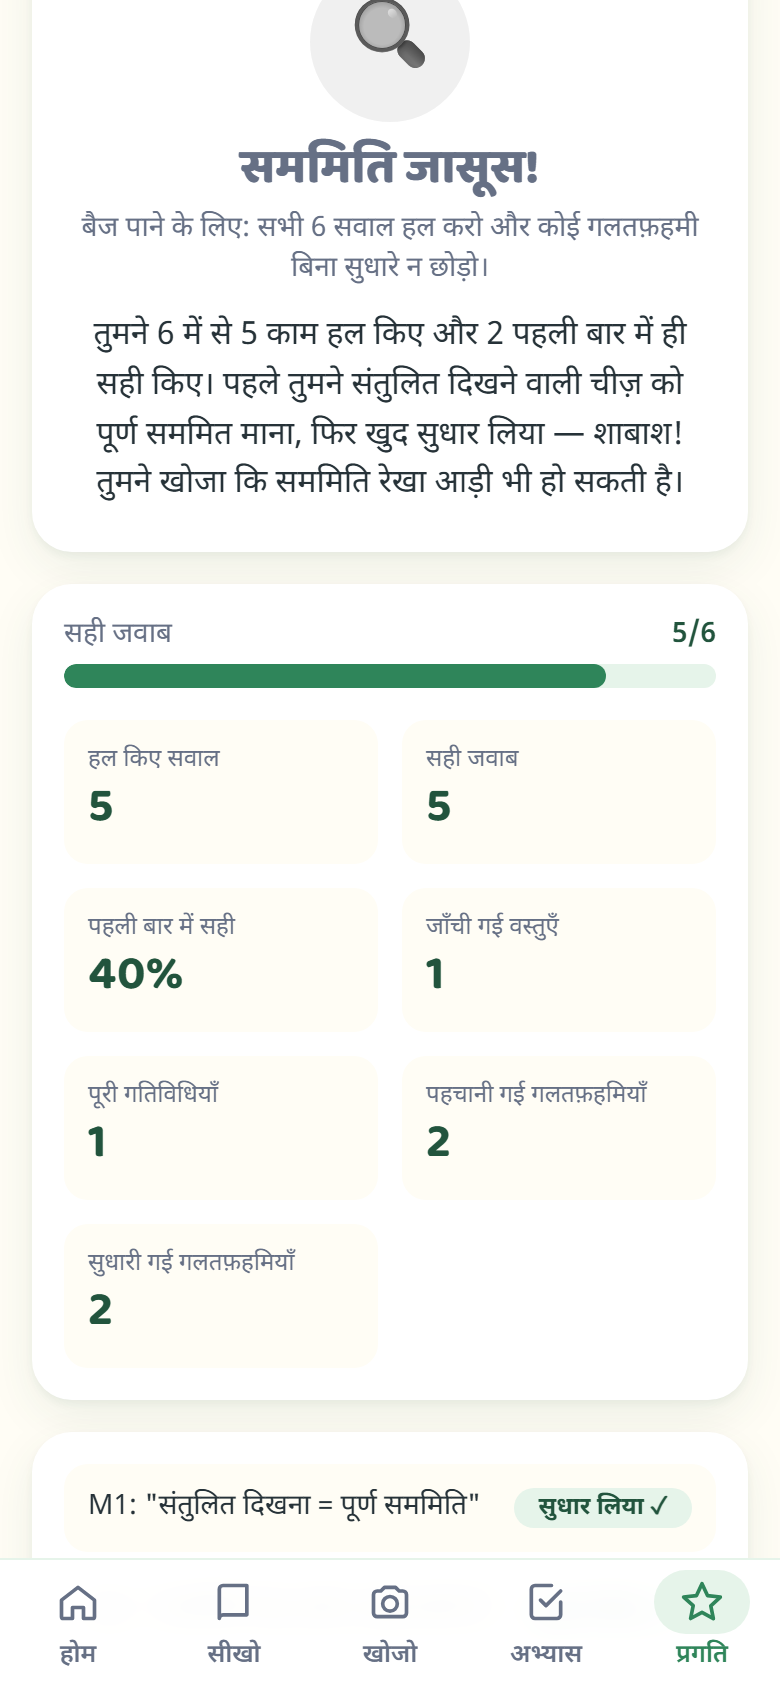 सममिति जासूस!
बैज पाने के लिए: सभी 6 सवाल हल करो और कोई गलतफ़हमी
बिना सुधारे न छोड़ो।
तुमने 6 में से 5 काम हल किए और 2 पहली बार में ही
सही किए। पहले तुमने संतुलित दिखने वाली चीज़ को
पूर्ण सममित माना, फिर खुद सुधार लिया — शाबाश!
तुमने खोजा कि सममिति रेखा आड़ी भी हो सकती है।
सही जवाब 5/6
हल किए सवाल
5
सही जवाब
5
पहली बार में सही
40%
जाँची गई वस्तुएँ
1
पूरी गतिविधियाँ
1
पहचानी गई गलतफ़हमियाँ
2
सुधारी गई गलतफ़हमियाँ
2
M1: "संतुलित दिखना = पूर्ण सममिति" सुधार लिया ✓
होम सीखो खोजो अभ्यास प्रगति